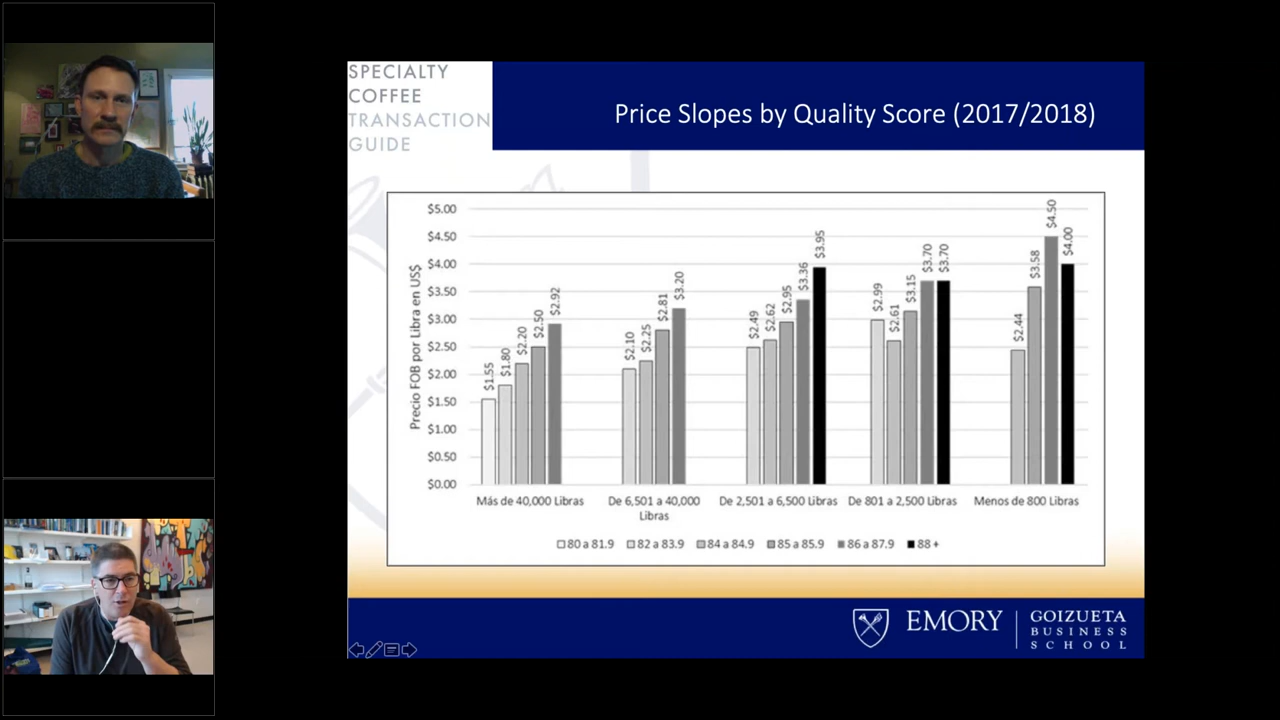 SPECIALTY
COFFEE
TRANSACTION
GUIDE
Price Slopes by Quality Score (2017/2018)
Precio FOB por Libra en US$
$5.00
$4.50
$4.00
$3.50
$3.00
$2.50
$2.00
$1.50
$1.00
$0.50
$0.00
$1.55
$1.80
$2.20
$2.50
$2.92
$2.10
$2.25
$2.81
$3.20
$2.49
$2.62
$2.95
$3.36
$3.95
$2.99
$2.61
$3.15
$3.70
$3.70
$2.44
$3.58
$4.50
$4.00
Más de 40,000 Libras
De 6,501 a 40,000
Libras
De 2,501 a 6,500 Libras
De 801 a 2,500 Libras
Menos de 800 Libras
80 a 81.9
82 a 83.9
84 a 84.9
85 a 85.9
86 a 87.9
88 +
EMORY
GOIZUETA
BUSINESS
SCHOOL